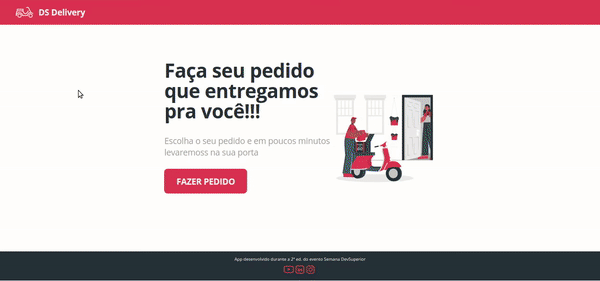 DS Delivery
Faça seu pedido
que entregamos
pra você!!!
Escolha o seu pedido e em poucos minutos
levaremoss na sua porta
FAZER PEDIDO
App desenvolvido durante a 2ª ed. do evento Semana DevSuperior